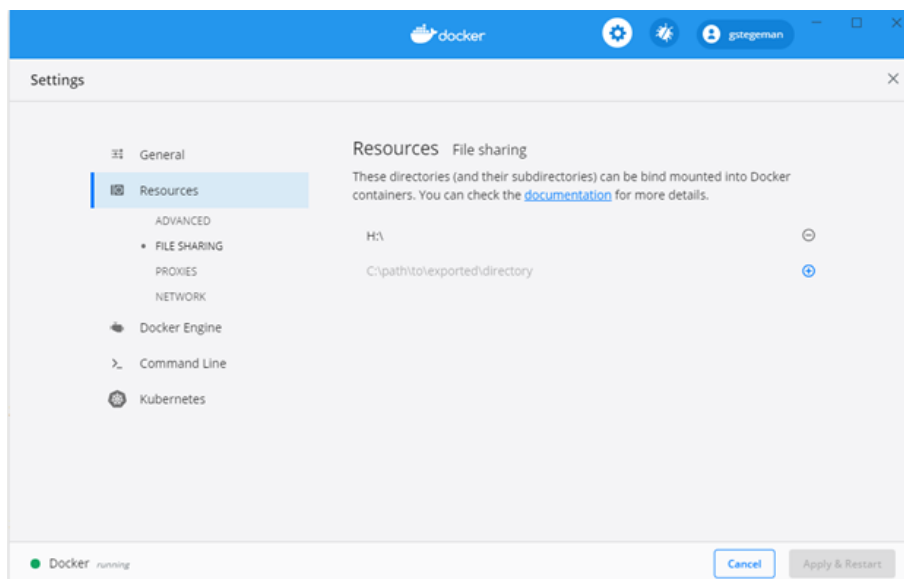 docker
gstegeman
Settings
General
Resources
ADVANCED
FILE SHARING
PROXIES
NETWORK
Docker Engine
Command Line
Kubernetes
Resources File sharing
These directories (and their subdirectories) can be bind mounted into Docker
containers. You can check the documentation for more details.
H:\
C:\path\to\exported\directory
Docker running
Cancel
Apply & Restart